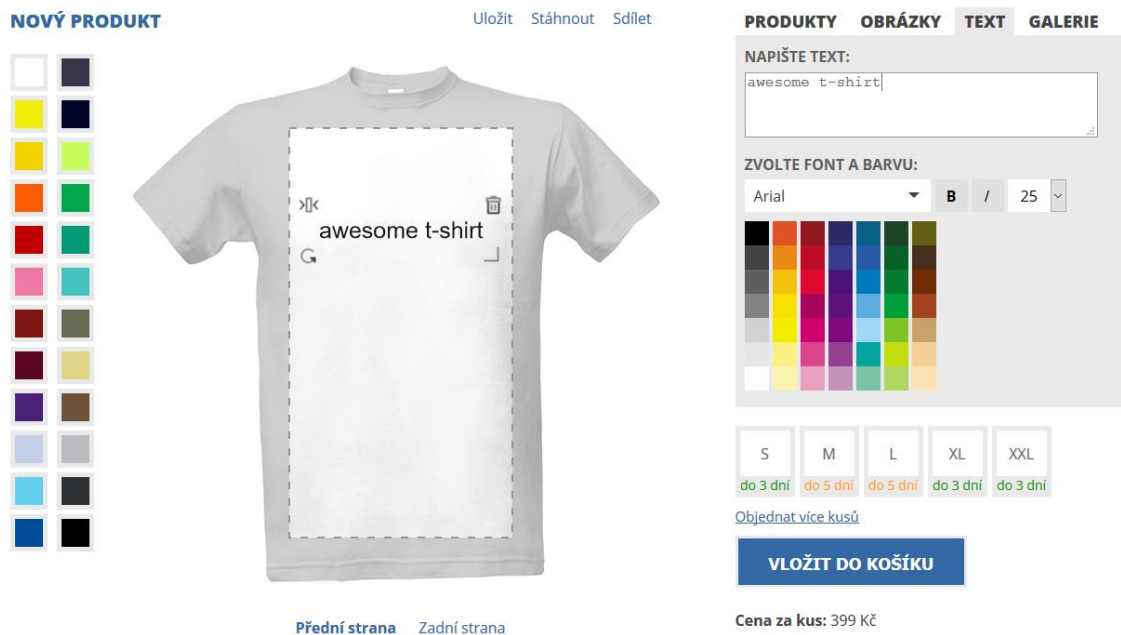 NOVÝ PRODUKT
Uložit Stáhnout Sdílet
awesome t-shirt
Přední strana Zadní strana
PRODUKTY OBRÁZKY TEXT GALERIE
NAPIŠTE TEXT:
awesome t-shirt
ZVOLTE FONT A BARVU:
Arial B I 25
S M L XL XXL
do 3 dní do 5 dní do 5 dní do 3 dní do 3 dní
Objednat více kusů
VLOŽIT DO KOŠÍKU
Cena za kus: 399 Kč